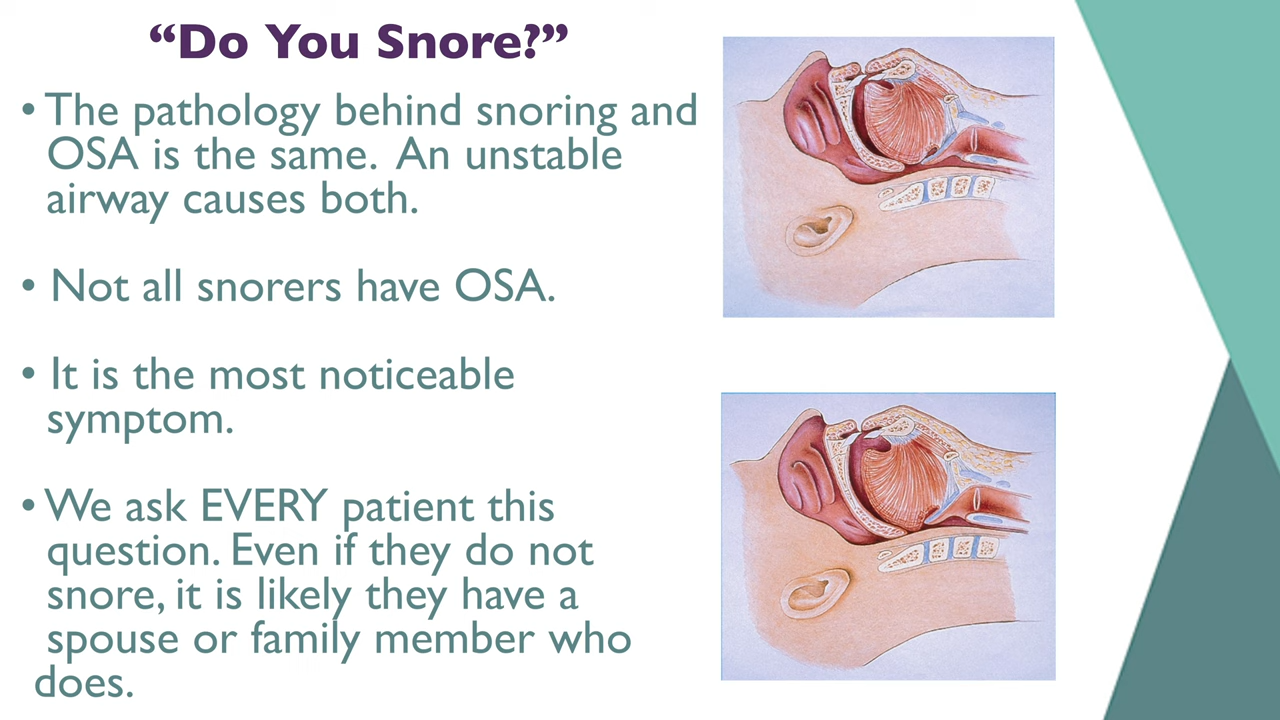 “Do You Snore?”
• The pathology behind snoring and
OSA is the same.  An unstable
airway causes both.
• Not all snorers have OSA.
• It is the most noticeable
symptom.
• We ask EVERY patient this
question. Even if they do not
snore, it is likely they have a
spouse or family member who
does.